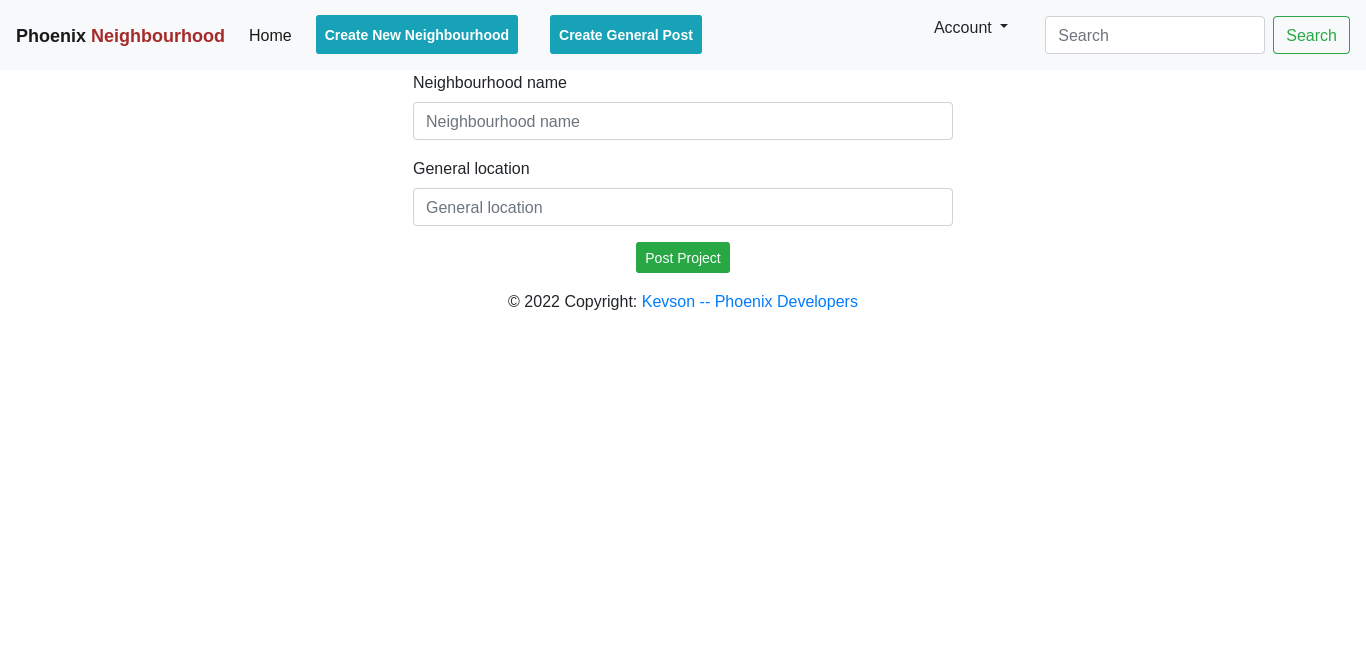 Phoenix Neighbourhood Home Create New Neighbourhood Create General Post Account Search Search
Neighbourhood name
Neighbourhood name
General location
General location
Post Project
© 2022 Copyright: Kevson -- Phoenix Developers